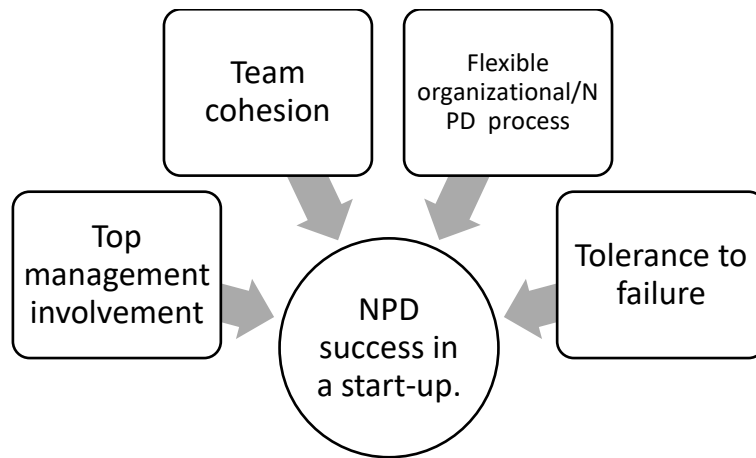 Team
cohesion
Flexible
organizational/N
PD process
Top
management
involvement
Tolerance to
failure
NPD
success in
a start-up.